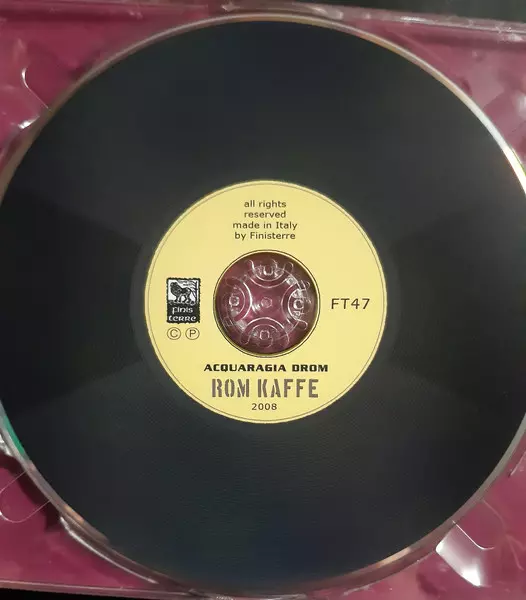 all rights
reserved
made in Italy
by Finisterre
finis
terre
© ℗
FT47
ACQUARAGIA DROM
ROM KAFFE
2008